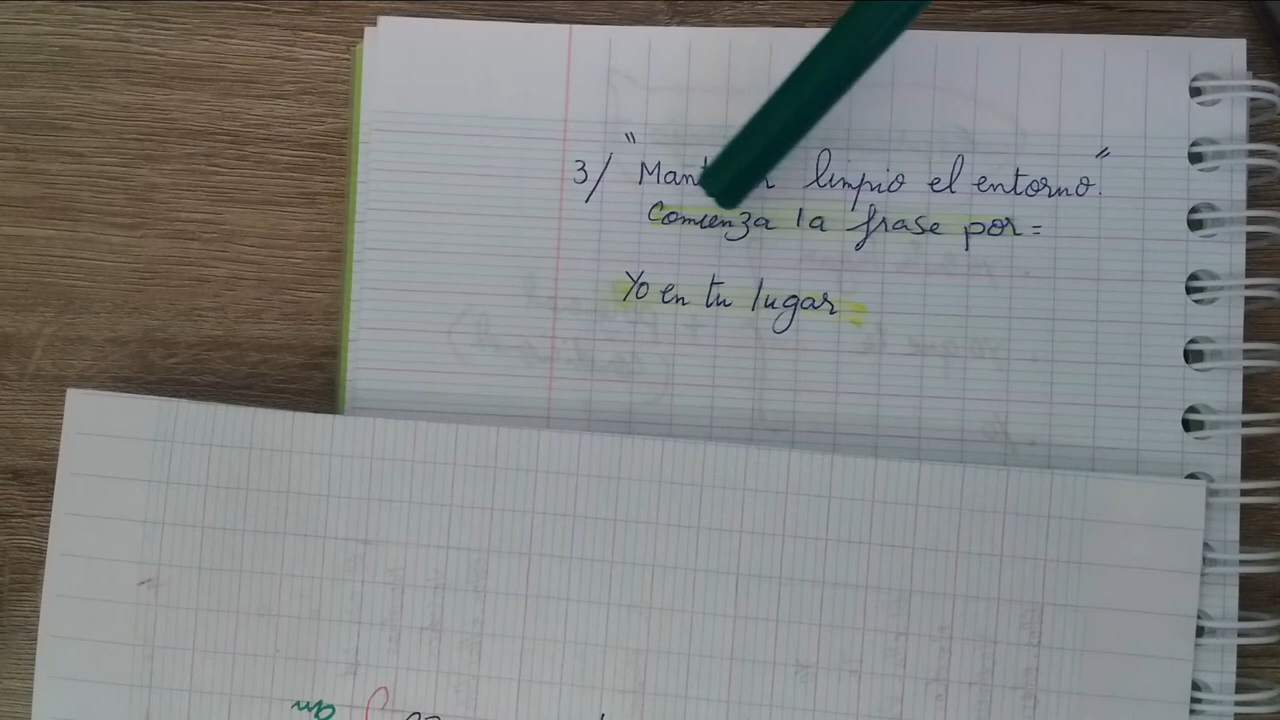 3/ " limpio el entorno."
Comienza la frase por =
Yo en tu lugar =